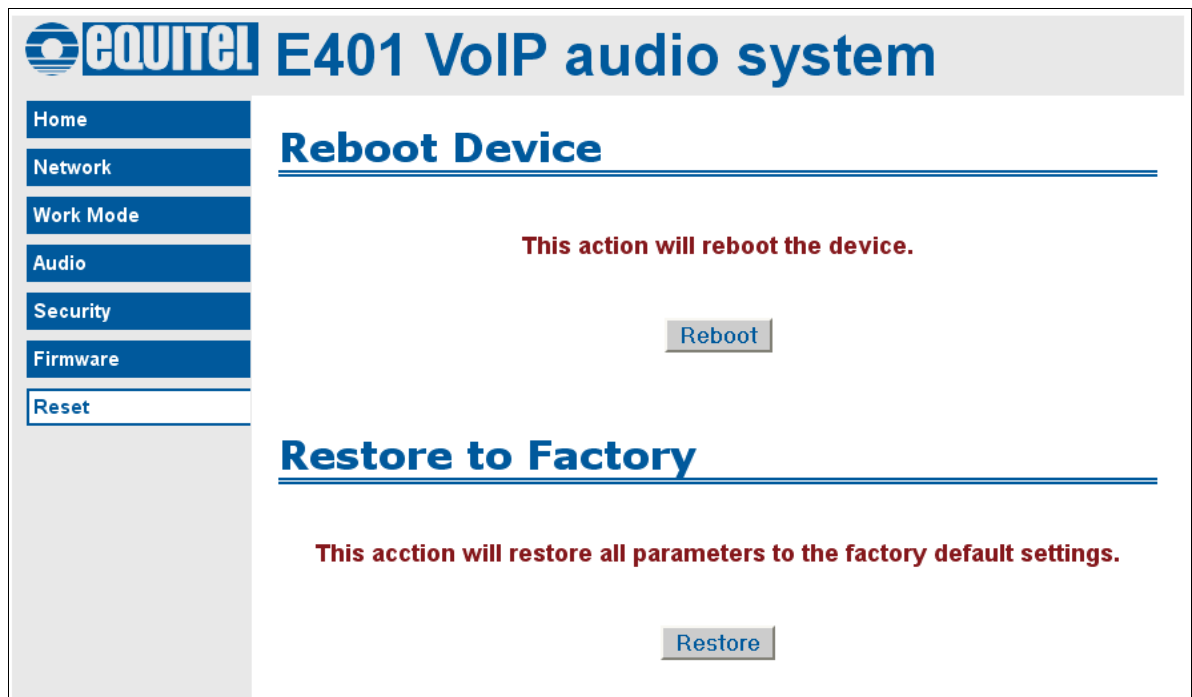 equitel E401 VoIP audio system
Home
Network
Work Mode
Audio
Security
Firmware
Reset
Reboot Device
This action will reboot the device.
Reboot
Restore to Factory
This acction will restore all parameters to the factory default settings.
Restore